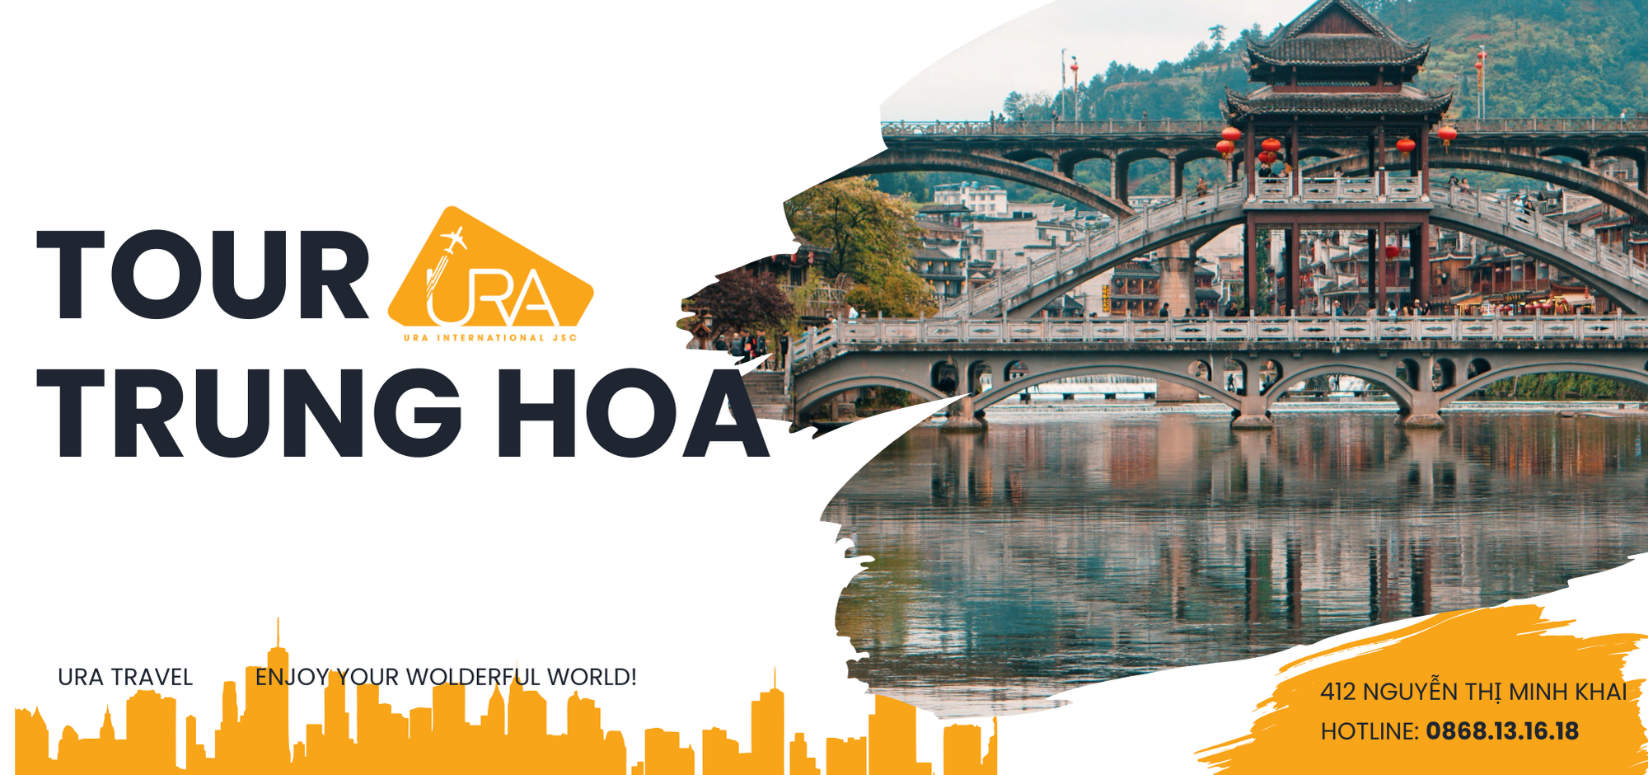 TOUR
URA
URA INTERNATIONAL JSC
TRUNG HOA
URA TRAVEL
ENJOY YOUR WOLDERFUL WORLD!
412 NGUYỄN THỊ MINH KHAI
HOTLINE: 0868.13.16.18